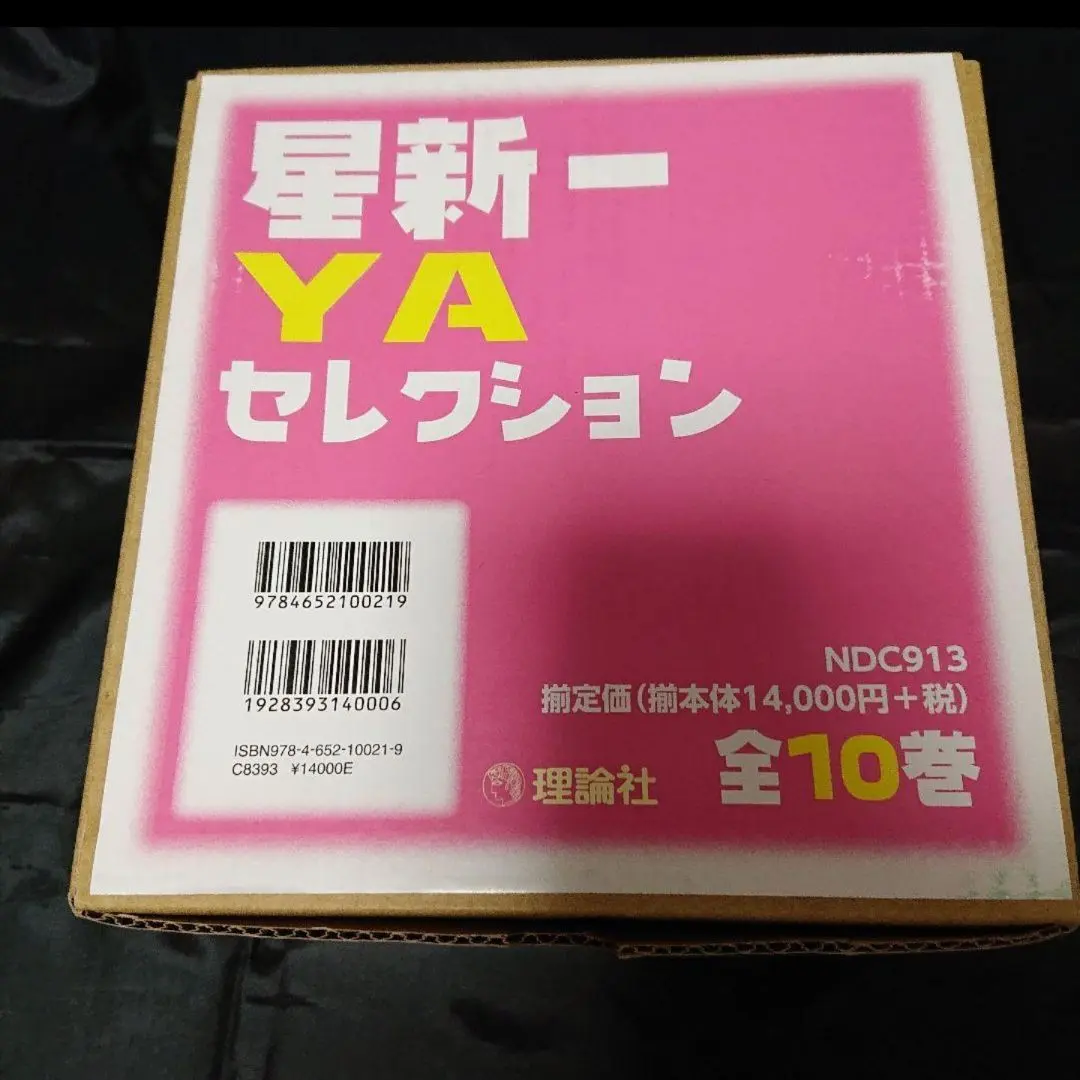 星新一
YA
セレクション
9784652100219
1928393140006
ISBN978-4-652-10021-9
C8393 ¥14000E
NDC913
揃定価(揃本体14,000円+税)
理論社
全10巻